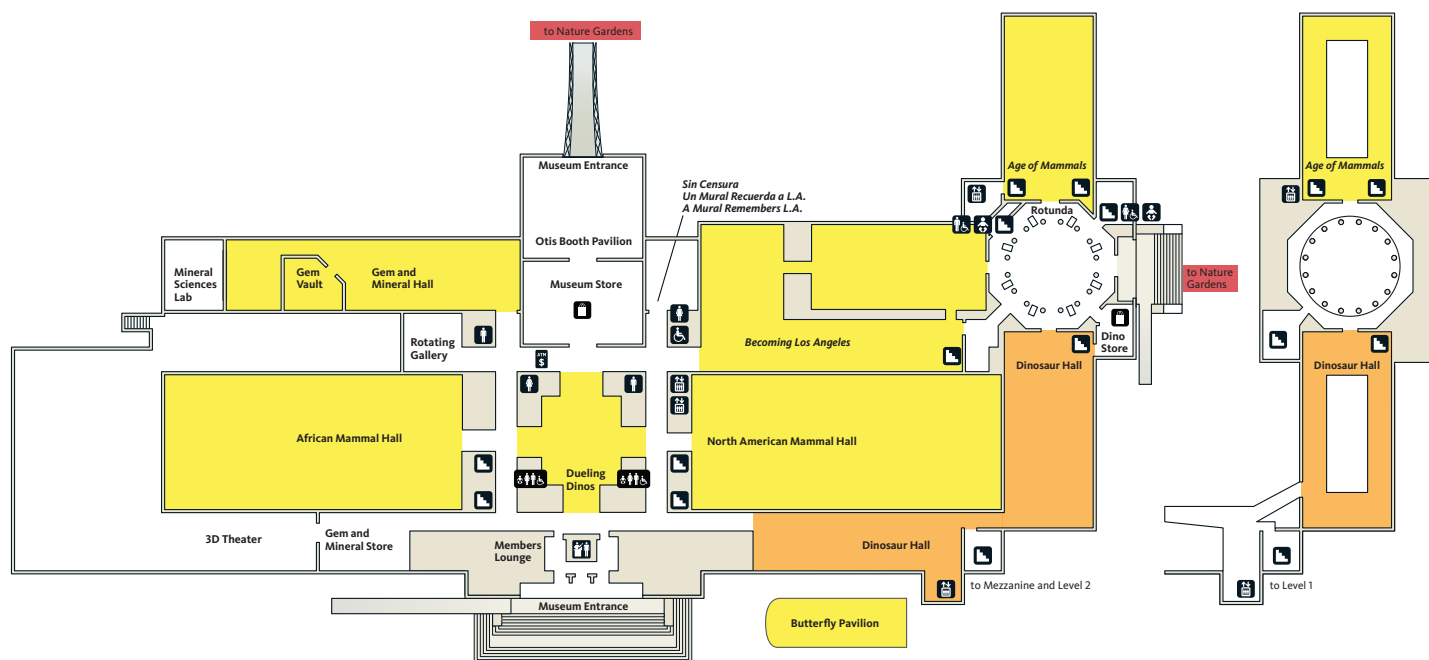 to Nature Gardens
Museum Entrance
Age of Mammals
Age of Mammals
Sin Censura
Un Mural Recuerda a L.A.
A Mural Remembers L.A.
Rotunda
Otis Booth Pavilion
Mineral
Sciences
Lab
Gem
Vault
Gem and
Mineral Hall
Museum Store
to Nature
Gardens
Rotating
Gallery
ATM
$
Becoming Los Angeles
Dino
Store
Dinosaur Hall
Dinosaur Hall
African Mammal Hall
North American Mammal Hall
Dueling
Dinos
3D Theater
Gem and
Mineral Store
Members
Lounge
Dinosaur Hall
to Mezzanine and Level 2
to Level 1
Museum Entrance
Butterfly Pavilion